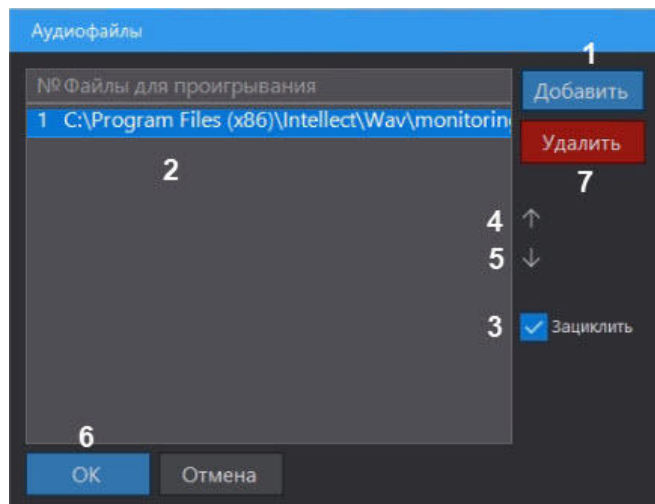 Аудиофайлы
1
№ Файлы для проигрывания
Добавить
1 C:\Program Files (x86)\Intellect\Wav\monitoring
Удалить
2
7
4 ↑
5 ↓
3 Зациклить
6
ОК Отмена